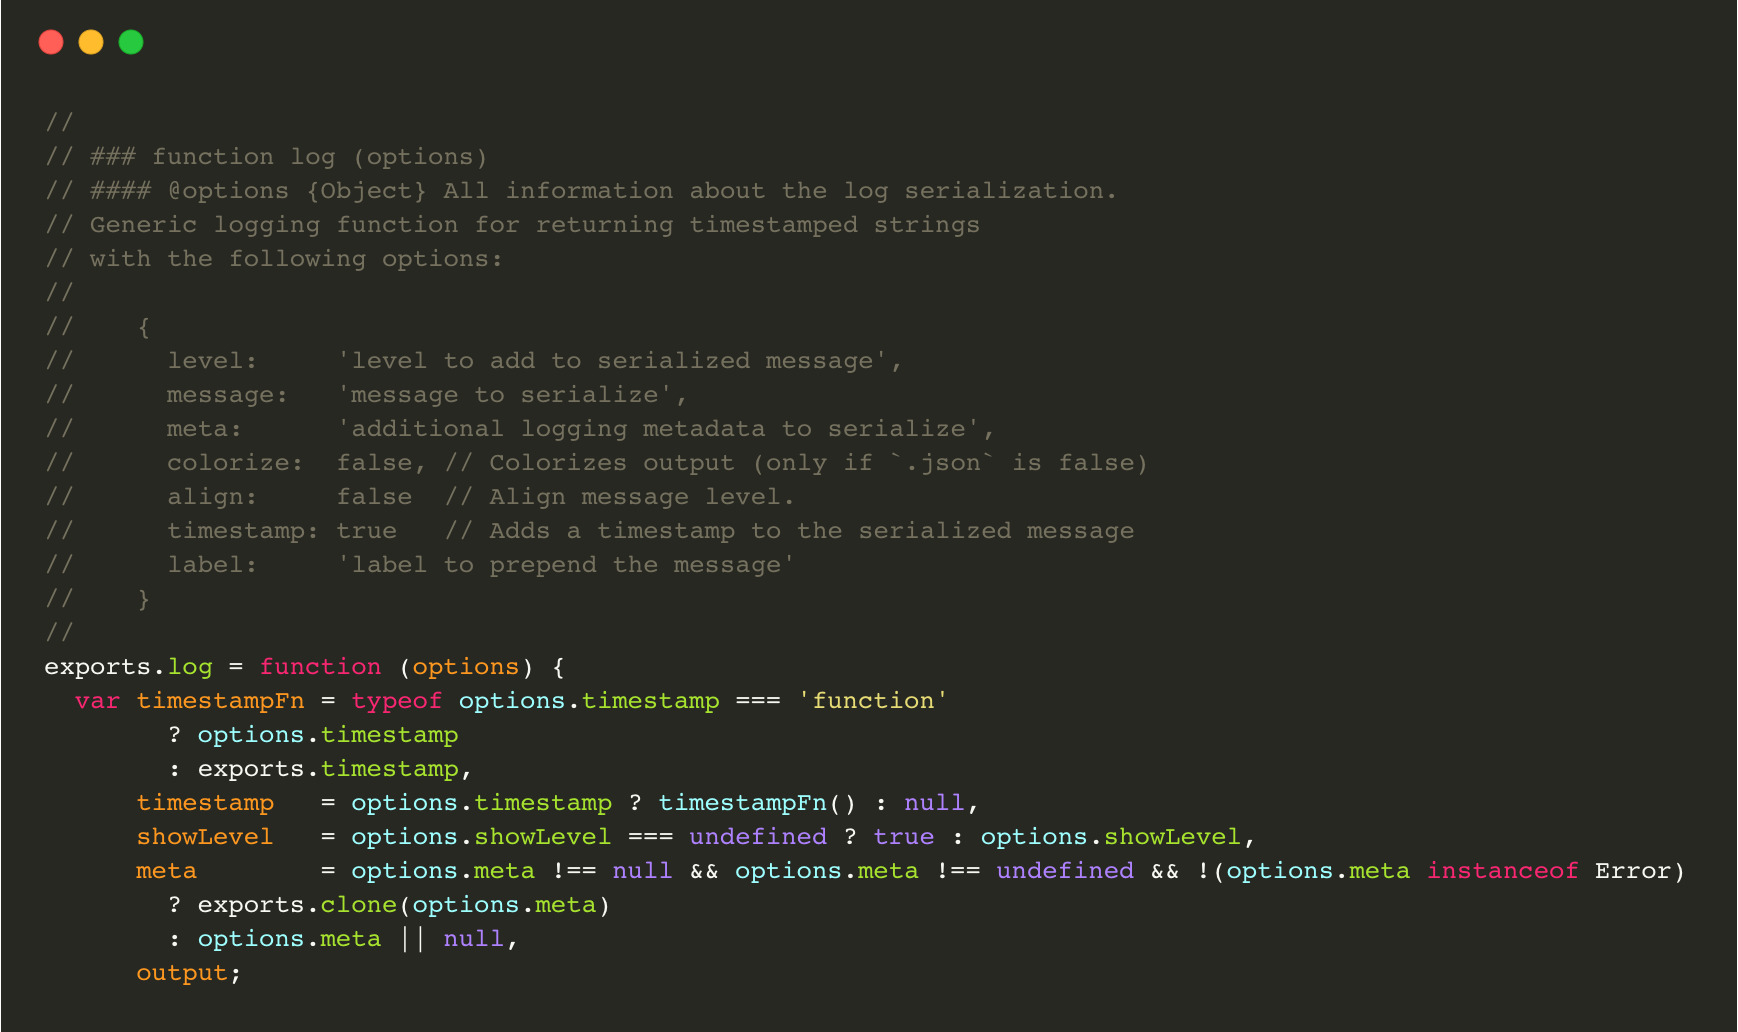 //
// ### function log (options)
// #### @options {Object} All information about the log serialization.
// Generic logging function for returning timestamped strings
// with the following options:
//
//    {
//      level:     'level to add to serialized message',
//      message:   'message to serialize',
//      meta:      'additional logging metadata to serialize',
//      colorize:  false, // Colorizes output (only if `.json` is false)
//      align:     false  // Align message level.
//      timestamp: true   // Adds a timestamp to the serialized message
//      label:     'label to prepend the message'
//    }
//
exports.log = function (options) {
  var timestampFn = typeof options.timestamp === 'function'
        ? options.timestamp
        : exports.timestamp,
      timestamp   = options.timestamp ? timestampFn() : null,
      showLevel   = options.showLevel === undefined ? true : options.showLevel,
      meta        = options.meta !== null && options.meta !== undefined && !(options.meta instanceof Error)
        ? exports.clone(options.meta)
        : options.meta || null,
      output;